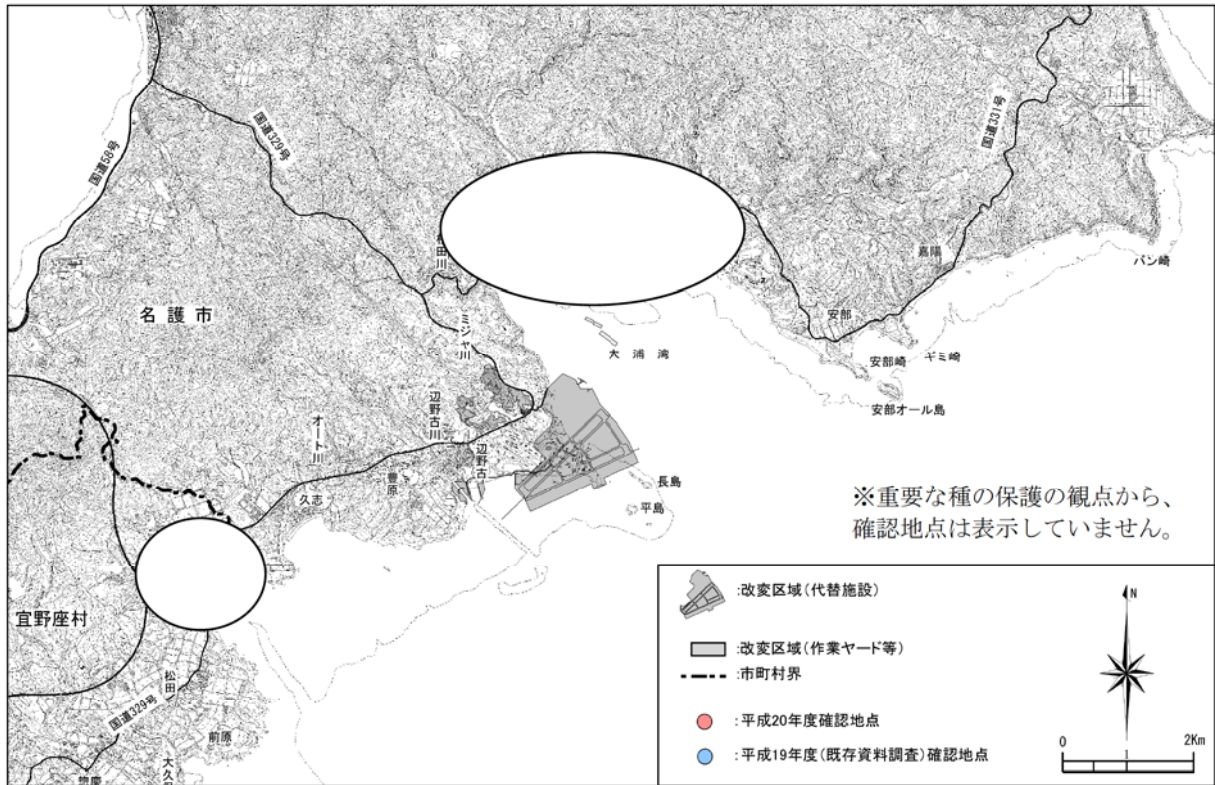 国道58号
国道329号
国道331号
名護市
田川
ミジャ川
大浦湾
嘉陽
バン崎
安部
安部崎
ギミ崎
安部オール島
オート川
辺野古川
辺野古
豊原
久志
長島
平島
※重要な種の保護の観点から、
確認地点は表示していません。
宜野座村
松田
国道329号
前原
:改変区域(代替施設)
:改変区域(作業ヤード等)
:市町村界
:平成20年度確認地点
:平成19年度(既存資料調査)確認地点
N
0 1 2Km